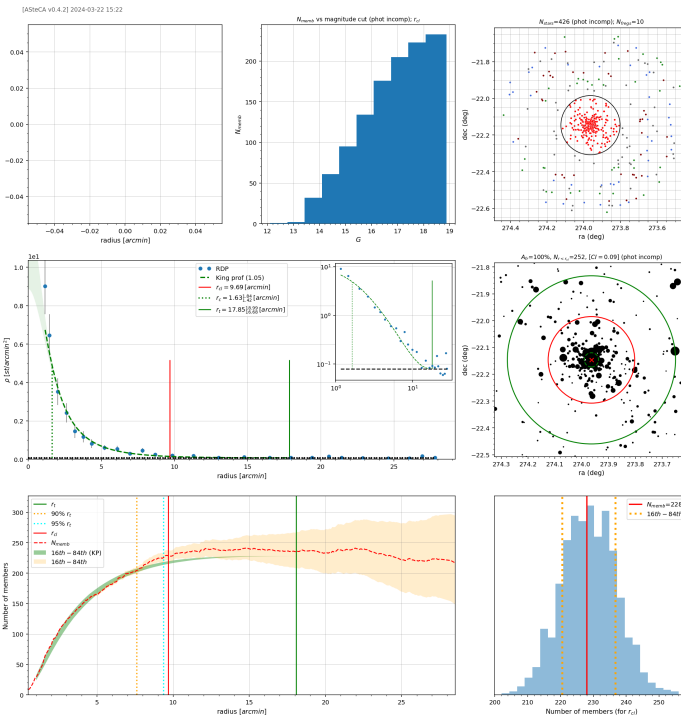 [ASteCA v0.4.2] 2024-03-22 15:22
0.04
0.02
0.00
−0.02
−0.04
−0.04 −0.02 0.00 0.02 0.04
radius [arcmin]
N_memb vs magnitude cut (phot incomp); r_cl
N_memb
200
150
100
50
0
12 13 14 15 16 17 18 19
G
N_stars=426 (phot incomp); N_fregs=10
dec (deg)
−21.8
−22.0
−22.2
−22.4
−22.6
274.4 274.2 274.0 273.8 273.6
ra (deg)
1e1
ρ [st/arcmin²]
1.0
0.8
0.6
0.4
0.2
0.0
0 5 10 15 20 25
radius [arcmin]
RDP
King prof (1.05)
r_cl = 9.69 [arcmin]
10¹
10⁰
10⁻¹
10⁰ 10¹
A_fr=100%, N_r<r_cl=252, [CI = 0.09] (phot incomp)
dec (deg)
−21.8
−21.9
−22.0
−22.1
−22.2
−22.3
−22.4
−22.5
274.3 274.2 274.1 274.0 273.9 273.8 273.7
ra (deg)
Number of members
300
250
200
150
100
50
0
5 10 15 20 25
radius [arcmin]
r_t
90% r_t
95% r_t
r_cl
N_memb
16th − 84th (KP)
16th − 84th
N_memb=228
16th − 84th
200 210 220 230 240 250
Number of members (for r_cl)